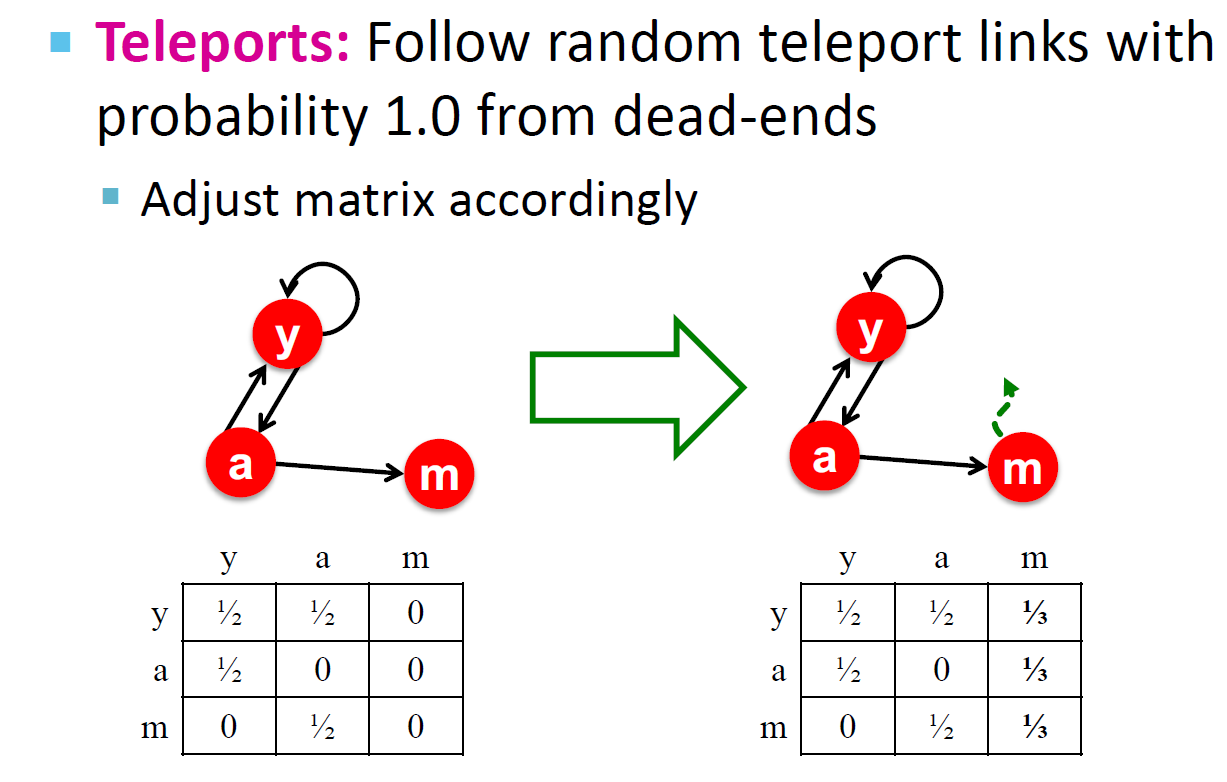 Teleports: Follow random teleport links with
probability 1.0 from dead-ends
Adjust matrix accordingly
y
a
m
y
a
m
y a m
y ½ ½ 0
a ½ 0 0
m 0 ½ 0
y a m
y ½ ½ ⅓
a ½ 0 ⅓
m 0 ½ ⅓